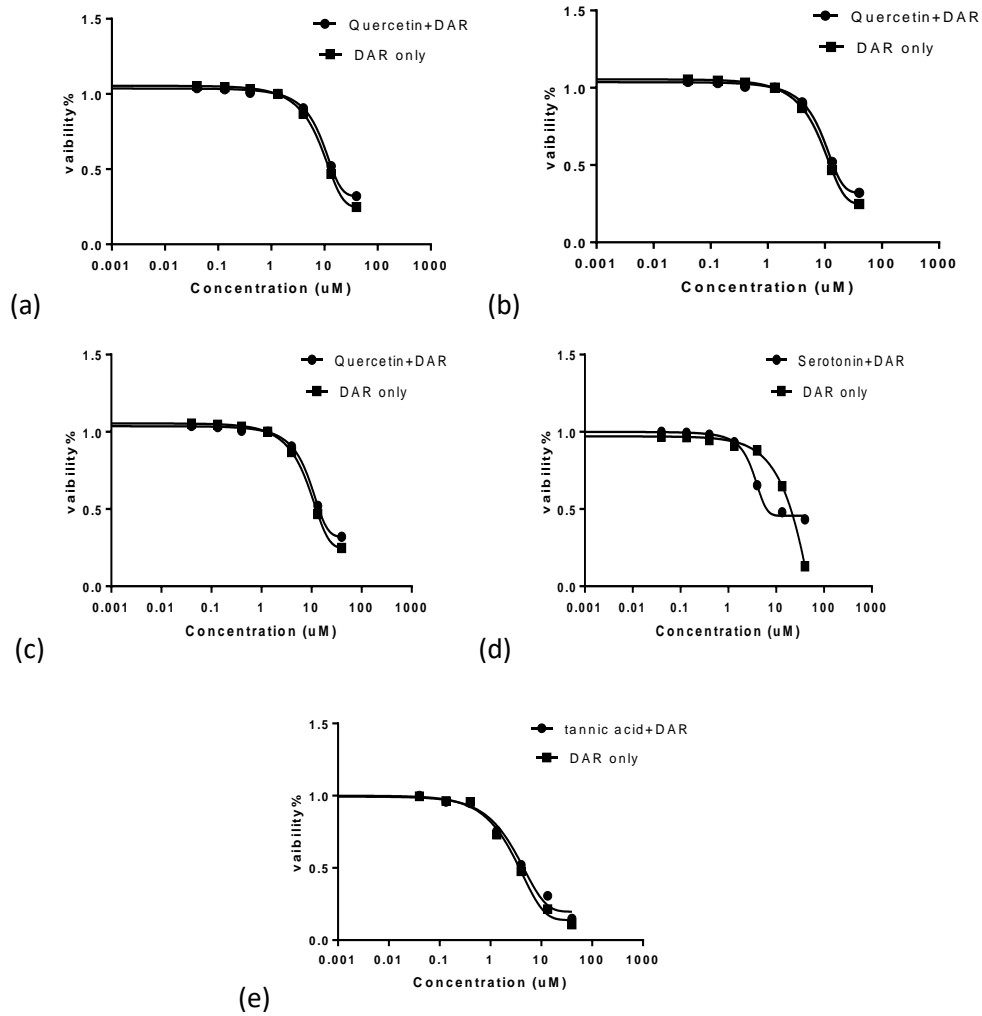 Quercetin+DAR
DAR only
1.5
1.0
0.5
0.0
vaibility%
0.001 0.01 0.1 1 10 100 1000
Concentration (uM)
(a)
Quercetin+DAR
DAR only
1.5
1.0
0.5
0.0
vaibility%
0.001 0.01 0.1 1 10 100 1000
Concentration (uM)
(b)
Quercetin+DAR
DAR only
1.5
1.0
0.5
0.0
vaibility%
0.001 0.01 0.1 1 10 100 1000
Concentration (uM)
(c)
Serotonin+DAR
DAR only
1.5
1.0
0.5
0.0
vaibility%
0.001 0.01 0.1 1 10 100 1000
Concentration (uM)
(d)
tannic acid+DAR
DAR only
1.5
1.0
0.5
0.0
vaibility%
0.001 0.01 0.1 1 10 100 1000
Concentration (uM)
(e)